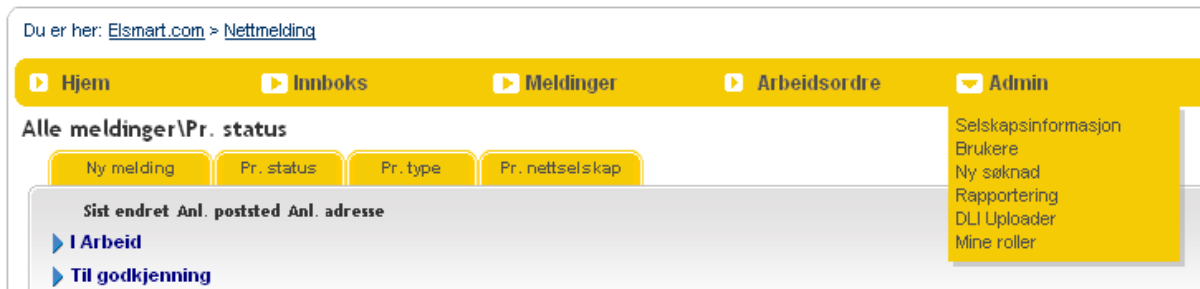 Du er her: Elsmart.com > Nettmelding
Hjem Innboks Meldinger Arbeidsordre Admin
Alle meldinger\Pr. status
Selskapsinformasjon
Brukere
Ny søknad
Rapportering
DLI Uploader
Mine roller
Ny melding Pr. status Pr. type Pr. nettselskap
Sist endret Anl. poststed Anl. adresse
I Arbeid
Til godkjenning